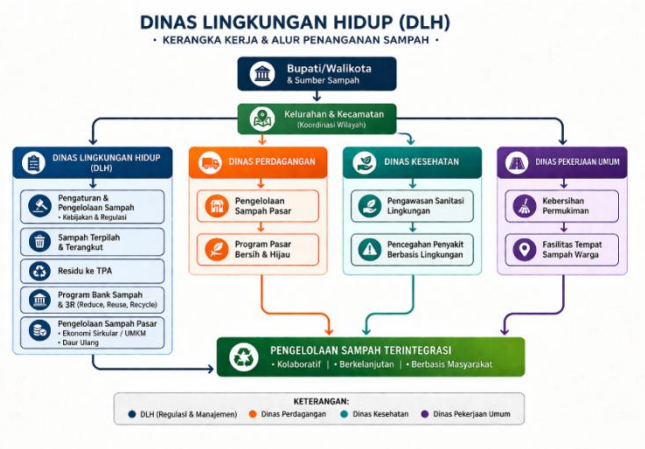 DINAS LINGKUNGAN HIDUP (DLH)
• KERANGKA KERJA & ALUR PENANGANAN SAMPAH •
Bupati/Walikota
& Sumber Sampah
Kelurahan & Kecamatan
(Koordinasi Wilayah)
DINAS LINGKUNGAN HIDUP
(DLH)
Pengaturan &
Pengelolaan Sampah
• Kebijakan & Regulasi
Sampah Terpilah
& Terangkut
Residu ke TPA
Program Bank Sampah
& 3R (Reduce, Reuse, Recycle)
Pengelolaan Sampah Pasar
• Ekonomi Sirkular / UMKM
• Daur Ulang
DINAS PERDAGANGAN
Pengelolaan
Sampah Pasar
Program Pasar
Bersih & Hijau
DINAS KESEHATAN
Pengawasan Sanitasi
Lingkungan
Pencegahan Penyakit
Berbasis Lingkungan
DINAS PEKERJAAN UMUM
Kebersihan
Permukiman
Fasilitas Tempat
Sampah Warga
PENGELOLAAN SAMPAH TERINTEGRASI
• Kolaboratif | • Berkelanjutan | • Berbasis Masyarakat
KETERANGAN:
• DLH (Regulasi & Manajemen) • Dinas Perdagangan • Dinas Kesehatan • Dinas Pekerjaan Umum